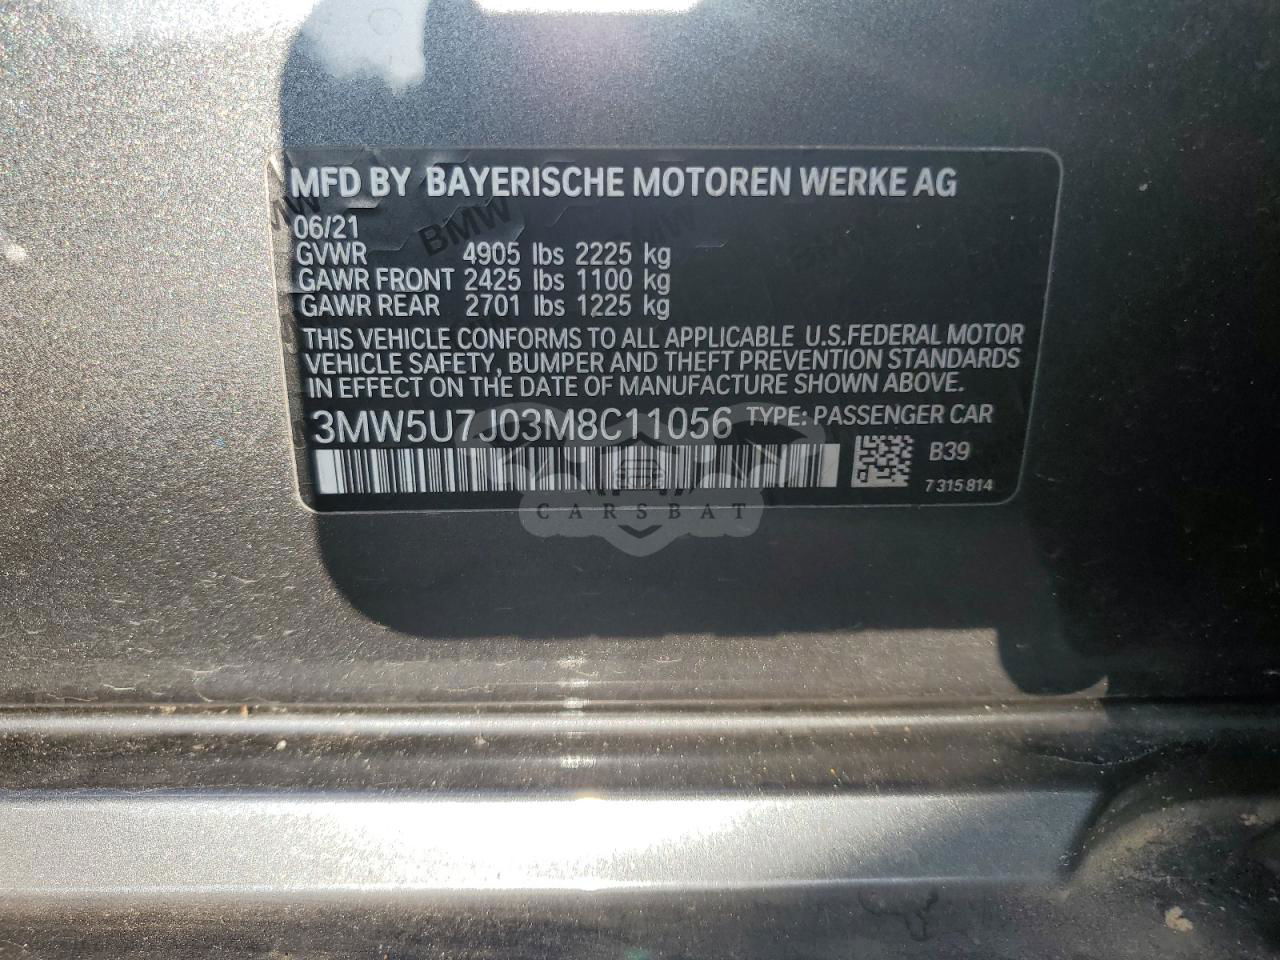 MFD BY BAYERISCHE MOTOREN WERKE AG
06/21
GVWR 4905 lbs 2225 kg
GAWR FRONT 2425 lbs 1100 kg
GAWR REAR 2701 lbs 1225 kg
THIS VEHICLE CONFORMS TO ALL APPLICABLE U.S.FEDERAL MOTOR
VEHICLE SAFETY, BUMPER AND THEFT PREVENTION STANDARDS
IN EFFECT ON THE DATE OF MANUFACTURE SHOWN ABOVE.
3MW5U7J03M8C11056 TYPE: PASSENGER CAR
B39
7 315 814
CARSBAT
BMW
BMW
BMW